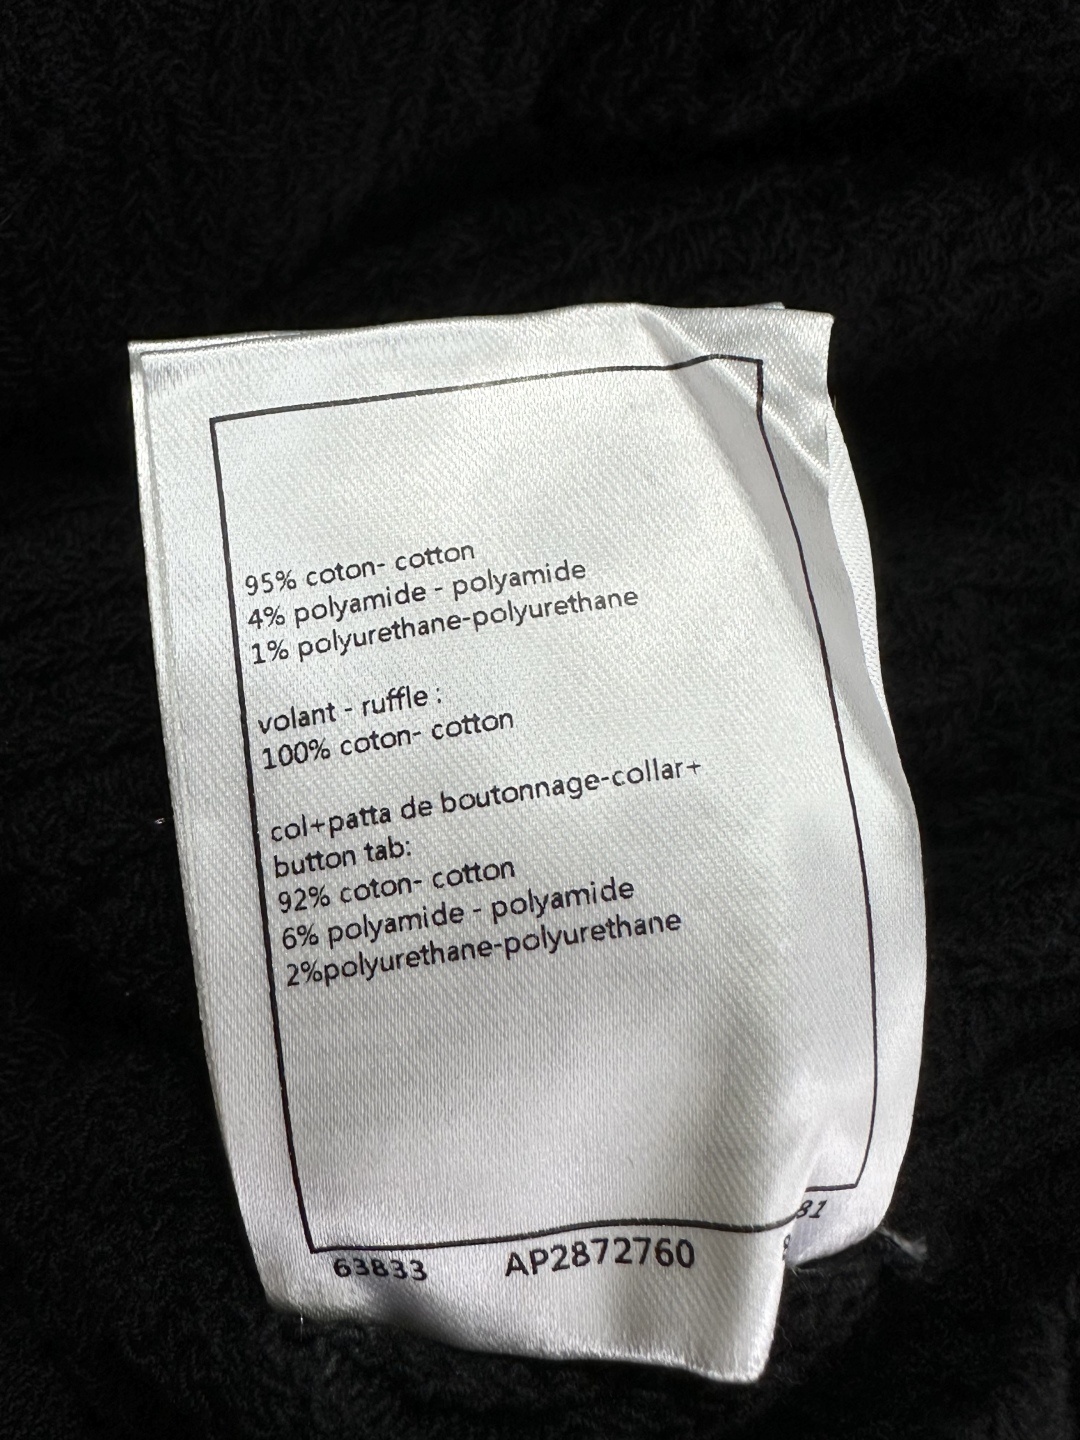 95% coton- cotton
4% polyamide - polyamide
1% polyurethane-polyurethane
volant - ruffle :
100% coton- cotton
col+patta de boutonnage-collar+
button tab:
92% coton- cotton
6% polyamide - polyamide
2%polyurethane-polyurethane
63833 AP2872760